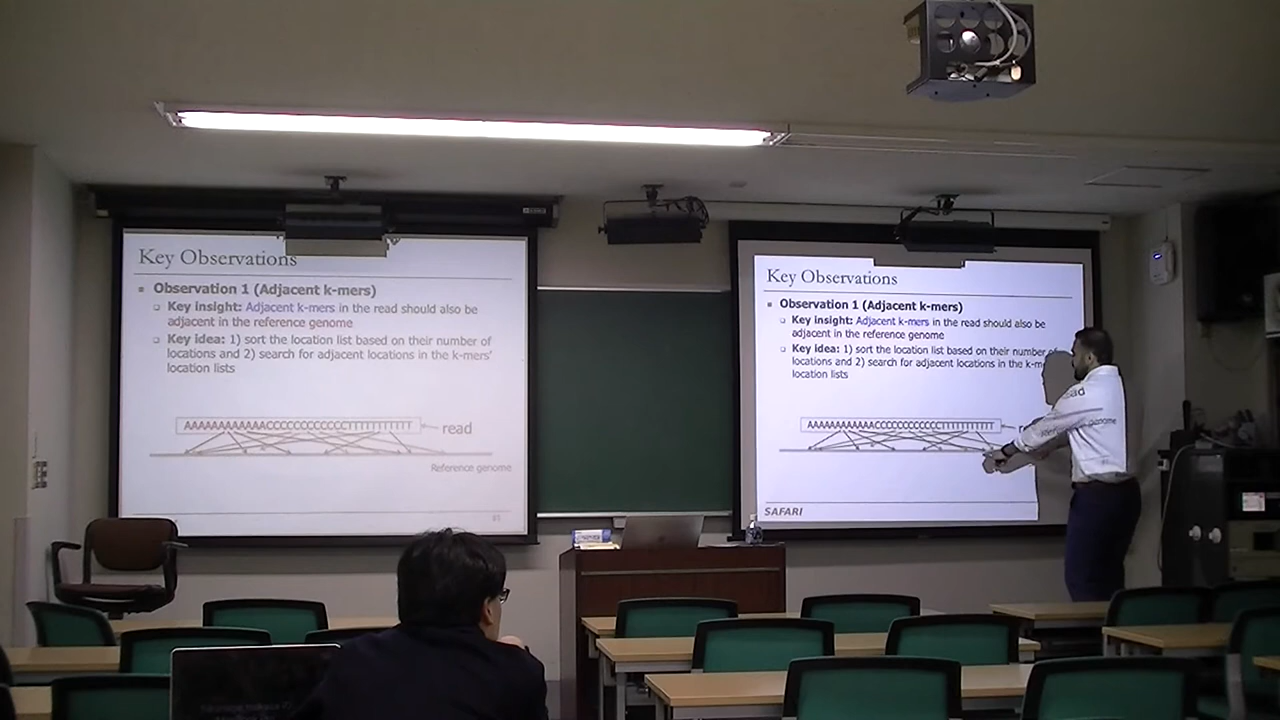 Key Observations
Observation 1 (Adjacent k-mers)
Key insight: Adjacent k-mers in the read should also be
adjacent in the reference genome
Key idea: 1) sort the location list based on their number of
locations and 2) search for adjacent locations in the k-mers'
location lists
AAAAAAAAAAAACCCCCCCCCCCCTTTTTTTTTTTT
read
Reference genome
Key Observations
Observation 1 (Adjacent k-mers)
Key insight: Adjacent k-mers in the read should also be
adjacent in the reference genome
Key idea: 1) sort the location list based on their number of
locations and 2) search for adjacent locations in the k-m
location lists
AAAAAAAAAAAACCCCCCCCCCCCTTTTTTTTTTTT
SAFARI